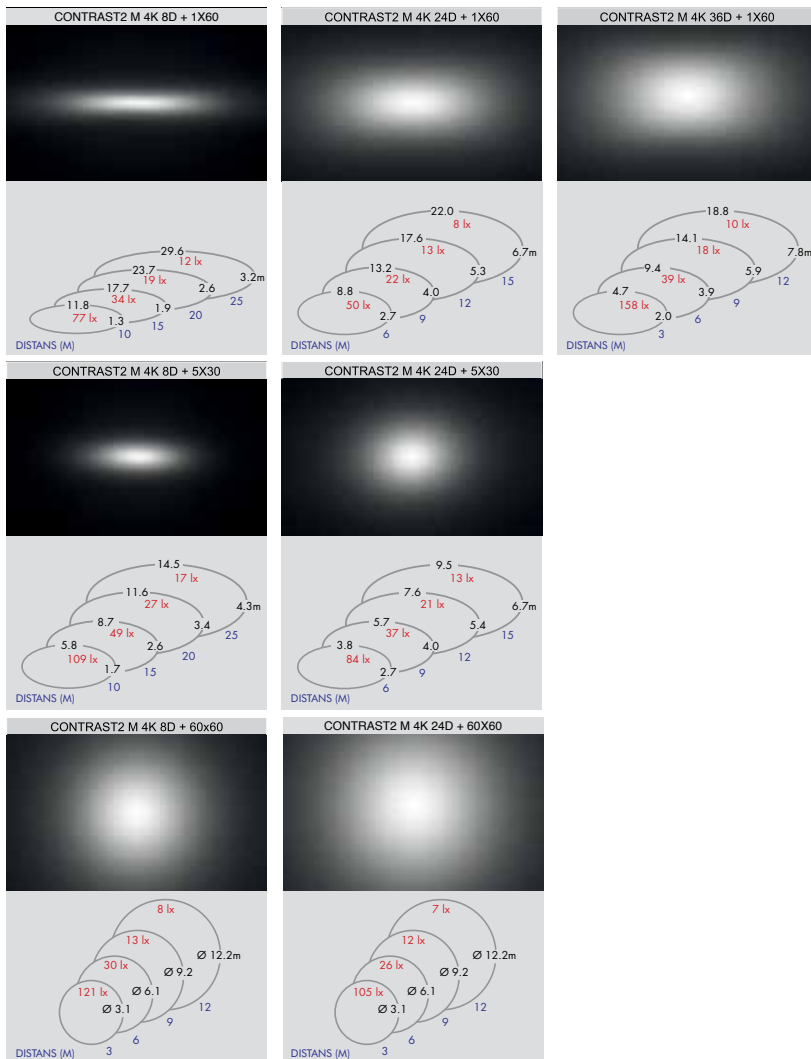 CONTRAST2 M 4K 8D + 1X60
29.6
12 lx
23.7
3.2m
19 lx
17.7
2.6
25
34 lx
11.8
1.9
20
77 lx
1.3
15
10
DISTANS (M)
CONTRAST2 M 4K 24D + 1X60
22.0
8 lx
17.6
6.7m
13 lx
13.2
5.3
15
22 lx
8.8
4.0
12
50 lx
2.7
9
6
DISTANS (M)
CONTRAST2 M 4K 36D + 1X60
18.8
10 lx
14.1
7.8m
18 lx
9.4
5.9
12
39 lx
4.7
3.9
9
158 lx
2.0
6
3
DISTANS (M)
CONTRAST2 M 4K 8D + 5X30
14.5
17 lx
11.6
4.3m
27 lx
8.7
3.4
25
49 lx
5.8
2.6
20
109 lx
1.7
15
10
DISTANS (M)
CONTRAST2 M 4K 24D + 5X30
9.5
13 lx
7.6
6.7m
21 lx
5.7
5.4
15
37 lx
3.8
4.0
12
84 lx
2.7
9
6
DISTANS (M)
CONTRAST2 M 4K 8D + 60x60
8 lx
13 lx
Ø 12.2m
30 lx
Ø 9.2
121 lx
Ø 6.1
12
Ø 3.1
9
6
3
DISTANS (M)
CONTRAST2 M 4K 24D + 60X60
7 lx
12 lx
Ø 12.2m
26 lx
Ø 9.2
105 lx
Ø 6.1
12
Ø 3.1
9
6
3
DISTANS (M)